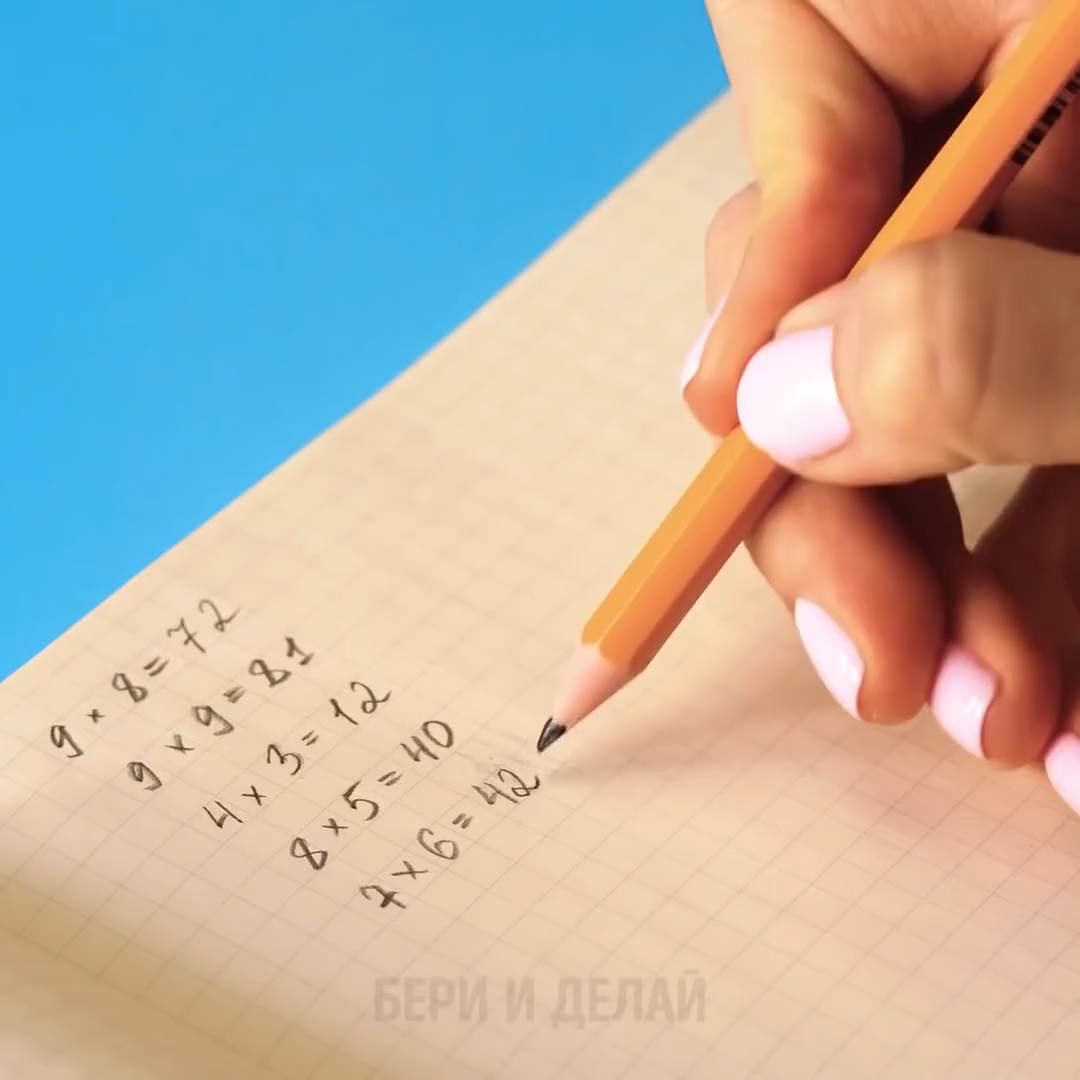 9 × 8 = 72
9 × 9 = 81
4 × 3 = 12
8 × 5 = 40
7 × 6 = 42
БЕРИ И ДЕЛАЙ